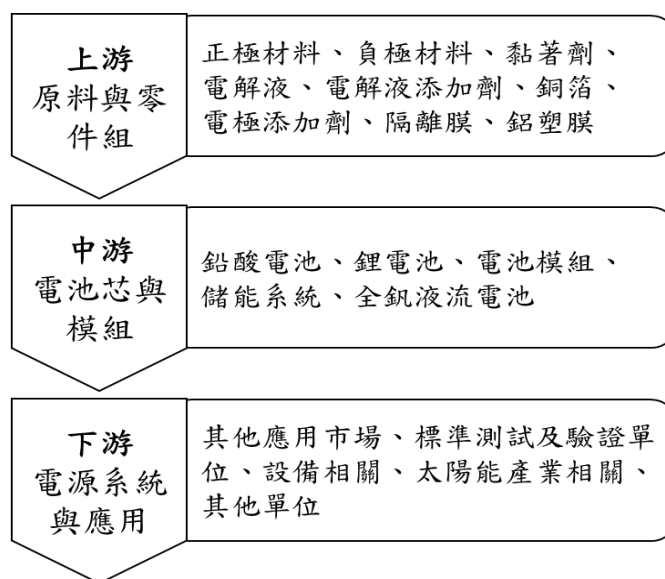 上游
原料與零
件組
正極材料、負極材料、黏著劑、
電解液、電解液添加劑、銅箔、
電極添加劑、隔離膜、鋁塑膜
中游
電池芯與
模組
鉛酸電池、鋰電池、電池模組、
儲能系統、全釩液流電池
下游
電源系統
與應用
其他應用市場、標準測試及驗證單
位、設備相關、太陽能產業相關、
其他單位